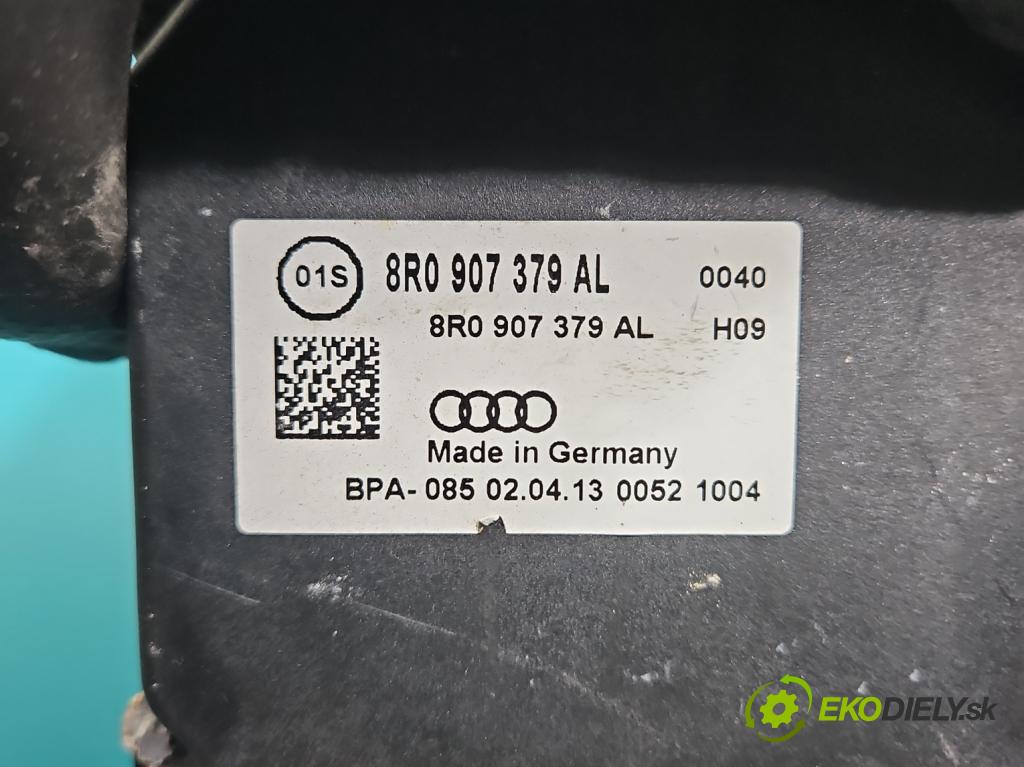 01S 8R0 907 379 AL 0040
8R0 907 379 AL H09
Made in Germany
BPA- 085 02.04.13 0052 1004
EKODIELY.sk